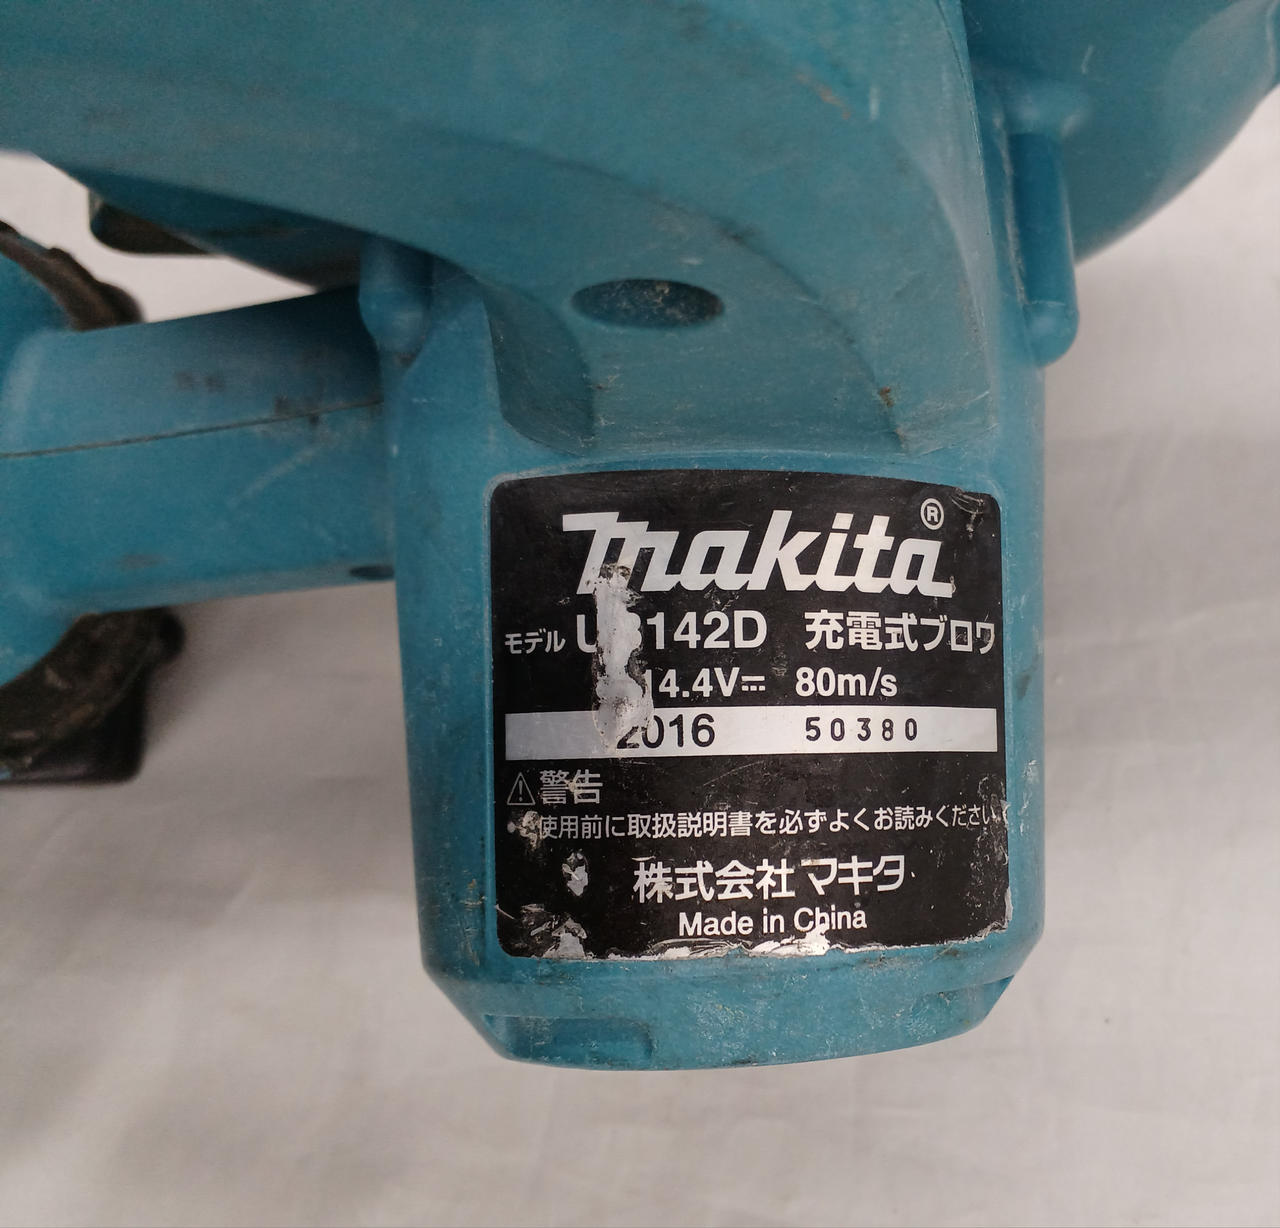 makita®
モデル UB142D 充電式ブロワ
14.4V⎓ 80m/s
2016 50380
⚠警告
使用前に取扱説明書を必ずよくお読みください
株式会社マキタ
Made in China